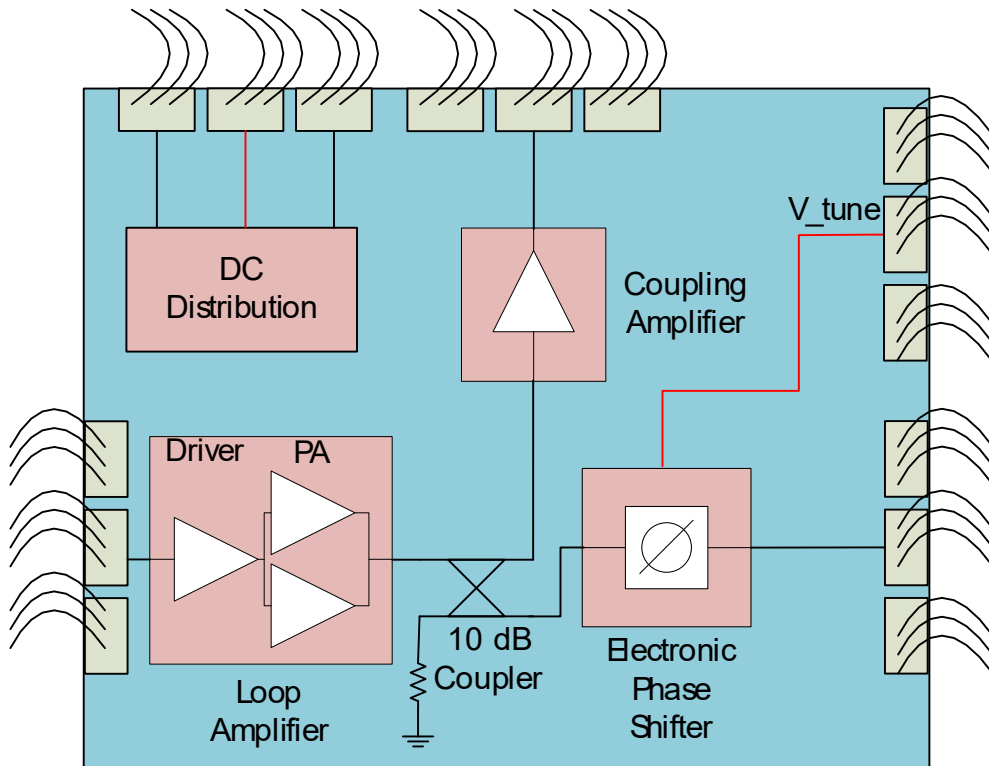 DC
Distribution
V_tune
Coupling
Amplifier
Driver
PA
10 dB
Coupler
Electronic
Phase
Shifter
Loop
Amplifier